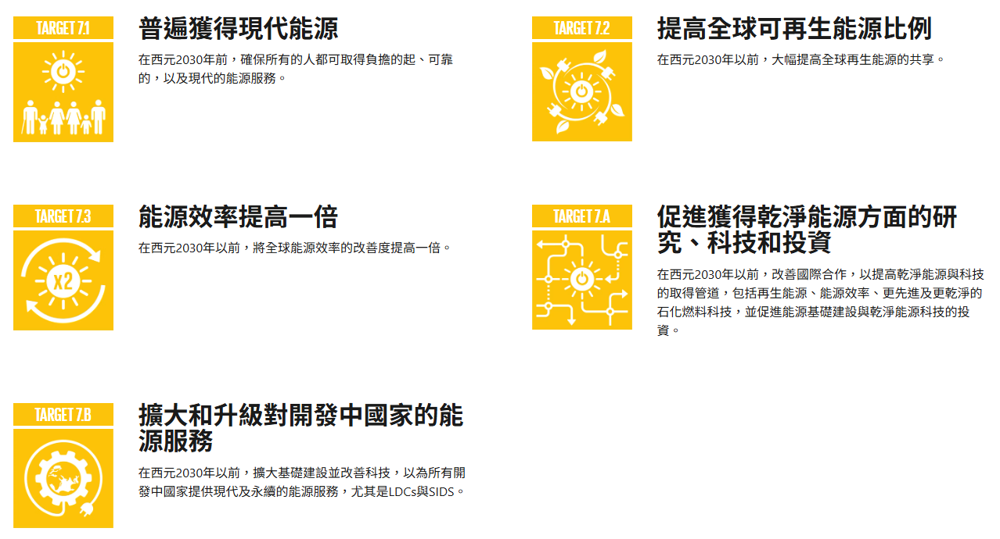 TARGET 7.1
普遍獲得現代能源
在西元2030年前，確保所有的人都可取得負擔的起、可靠
的，以及現代的能源服務。
TARGET 7.2
提高全球可再生能源比例
在西元2030年以前，大幅提高全球再生能源的共享。
TARGET 7.3
X2
能源效率提高一倍
在西元2030年以前，將全球能源效率的改善度提高一倍。
TARGET 7.A
促進獲得乾淨能源方面的研
究、科技和投資
在西元2030年以前，改善國際合作，以提高乾淨能源與科技
的取得管道，包括再生能源、能源效率、更先進及更乾淨的
石化燃料科技，並促進能源基礎建設與乾淨能源科技的投
資。
TARGET 7.B
擴大和升級對開發中國家的能
源服務
在西元2030年以前，擴大基礎建設並改善科技，以為所有開
發中國家提供現代及永續的能源服務，尤其是LDCs與SIDS。